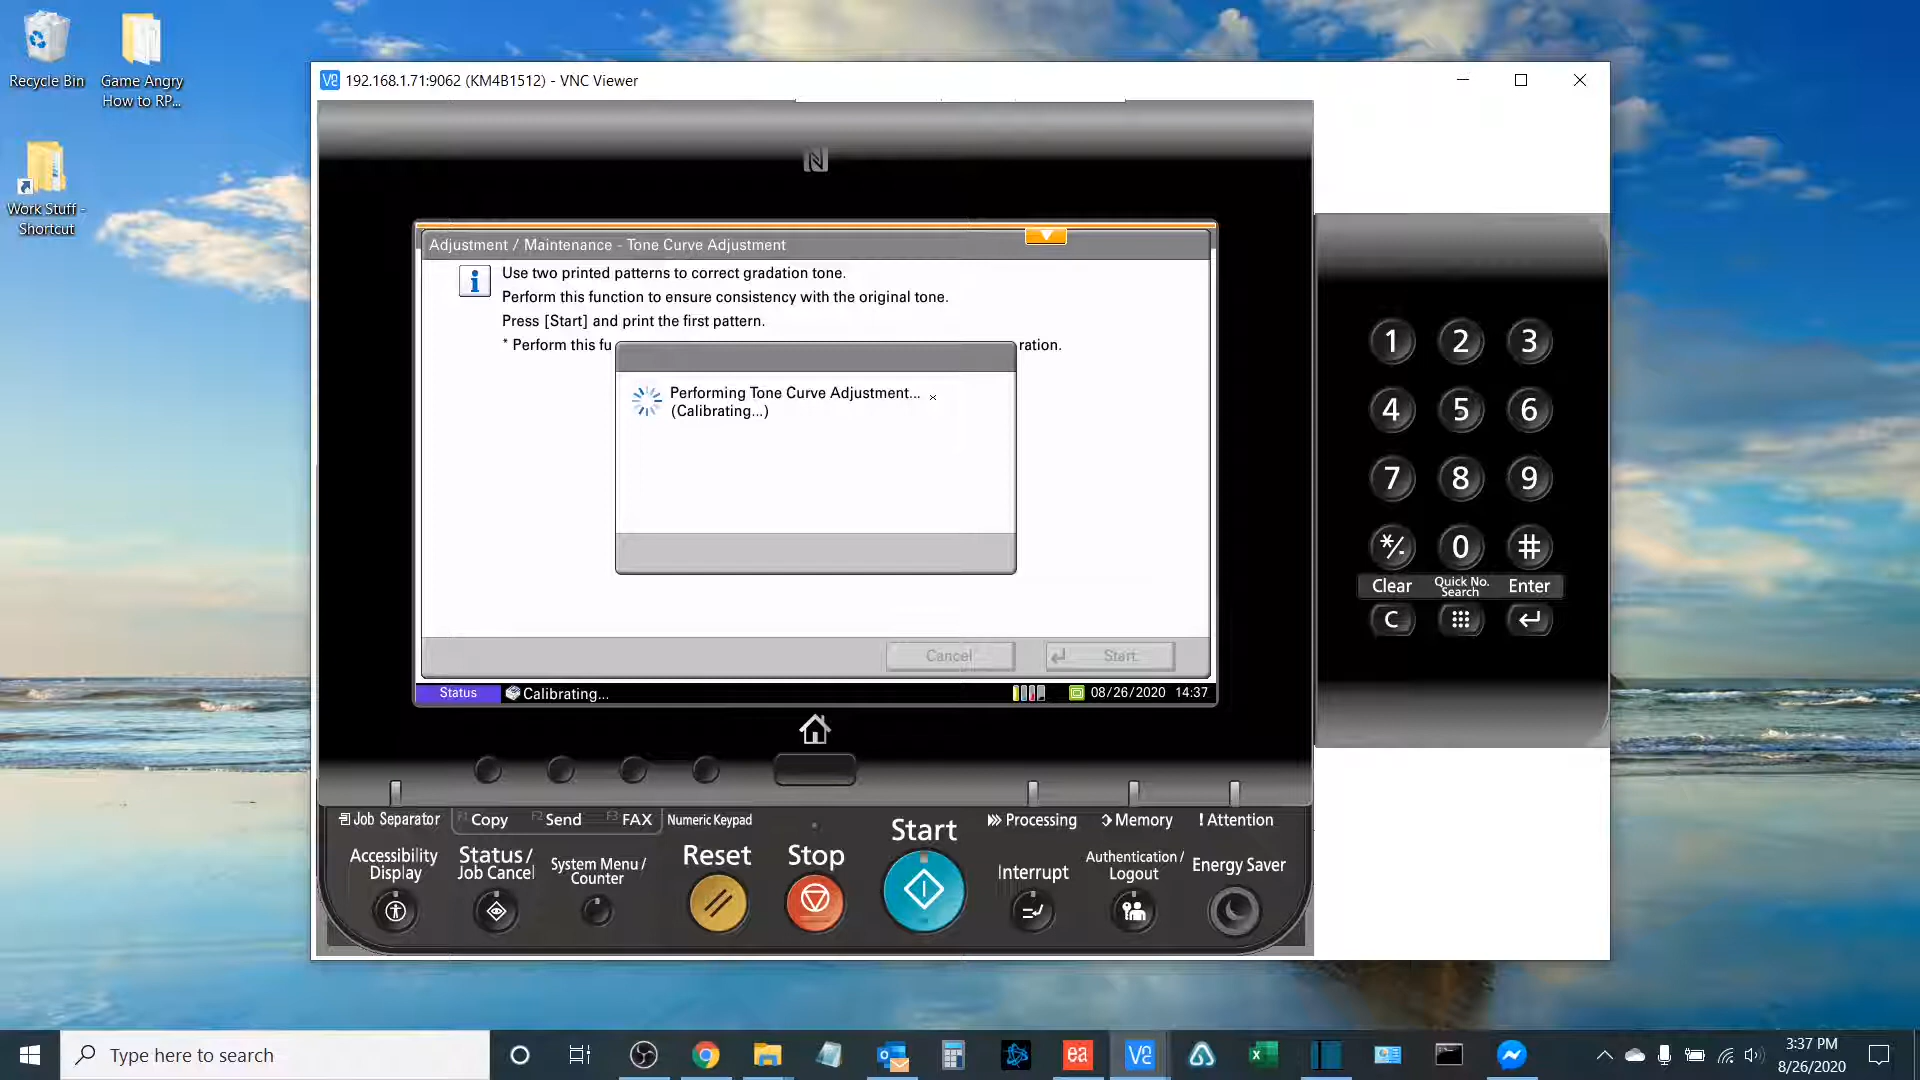 Recycle Bin
Game Angry
How to RP...
Work Stuff -
Shortcut
192.168.1.71:9062 (KM4B1512) - VNC Viewer
Adjustment / Maintenance - Tone Curve Adjustment
Use two printed patterns to correct gradation tone.
Perform this function to ensure consistency with the original tone.
Press [Start] and print the first pattern.
* Perform this fu
ration.
Performing Tone Curve Adjustment...
(Calibrating...)
Cancel
Start
Status
Calibrating...
08/26/2020 14:37
1 2 3
4 5 6
7 8 9
*/. 0 #
Clear
Quick No.
Search
Enter
C
Job Separator
F1 Copy
F2 Send
F3 FAX
Numeric Keypad
Start
Processing
Memory
! Attention
Accessibility
Display
Status /
Job Cancel
System Menu /
Counter
Reset
Stop
Interrupt
Authentication /
Logout
Energy Saver
Type here to search
ea
3:37 PM
8/26/2020